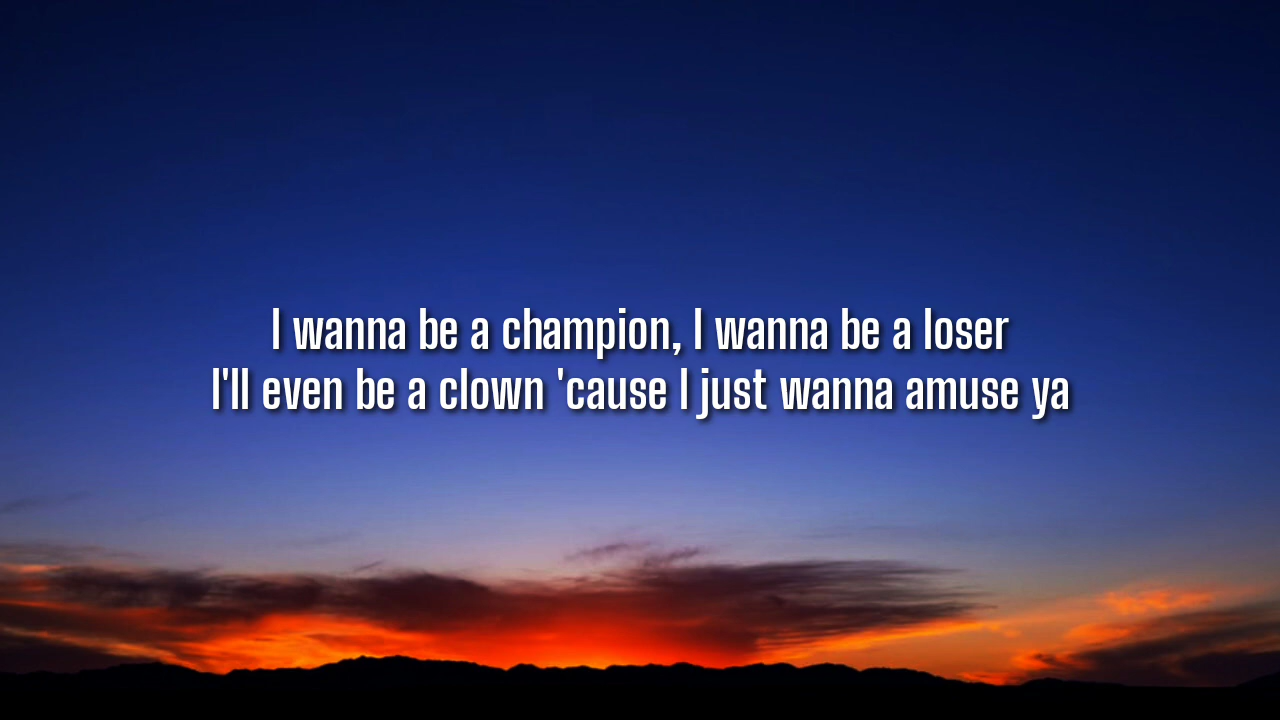 I wanna be a champion, I wanna be a loser
I'll even be a clown 'cause I just wanna amuse ya